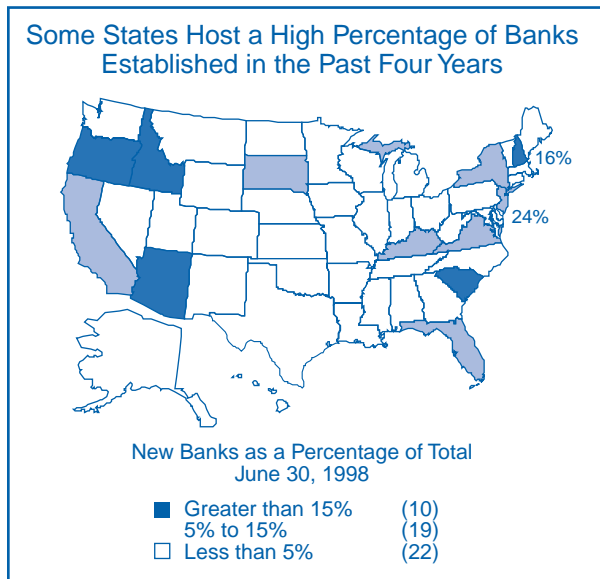 Some States Host a High Percentage of Banks
Established in the Past Four Years
16%
24%
New Banks as a Percentage of Total
June 30, 1998
Greater than 15% (10)
5% to 15% (19)
Less than 5% (22)